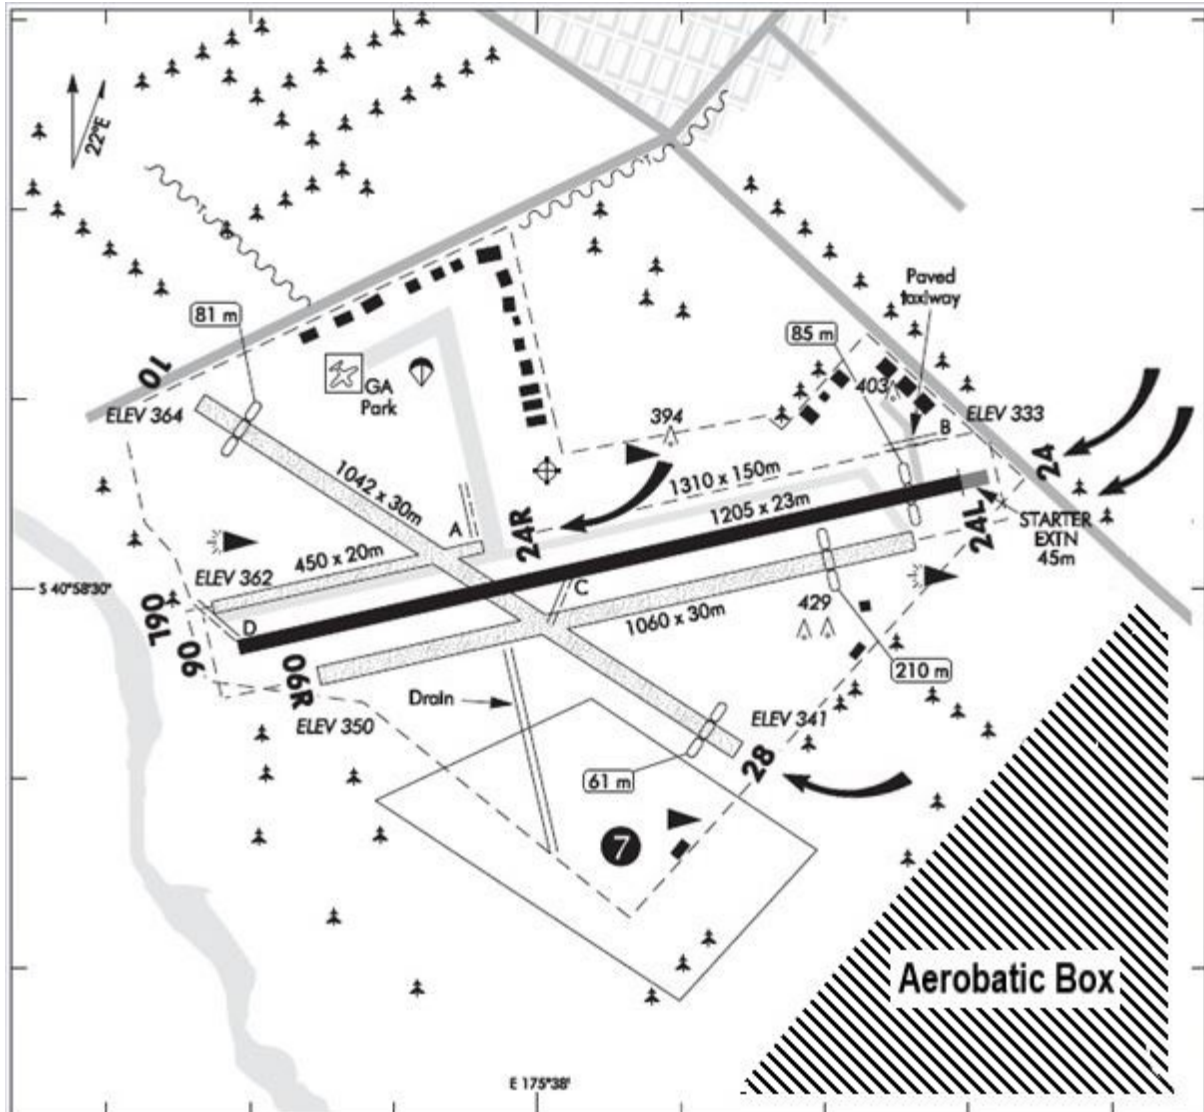 22°E
Paved
taxiway
81 m
85 m
10
GA
Park
403
ELEV 364
394
ELEV 333
B
24
1042 x 30m
1310 x 150m
1205 x 23m
A
24R
24L
STARTER
EXTN
45m
450 x 20m
ELEV 362
S 40°58'30'
C
06L
D
429
1060 x 30m
06
06R
210 m
Drain
ELEV 350
ELEV 341
28
61 m
7
Aerobatic Box
E 175°38'